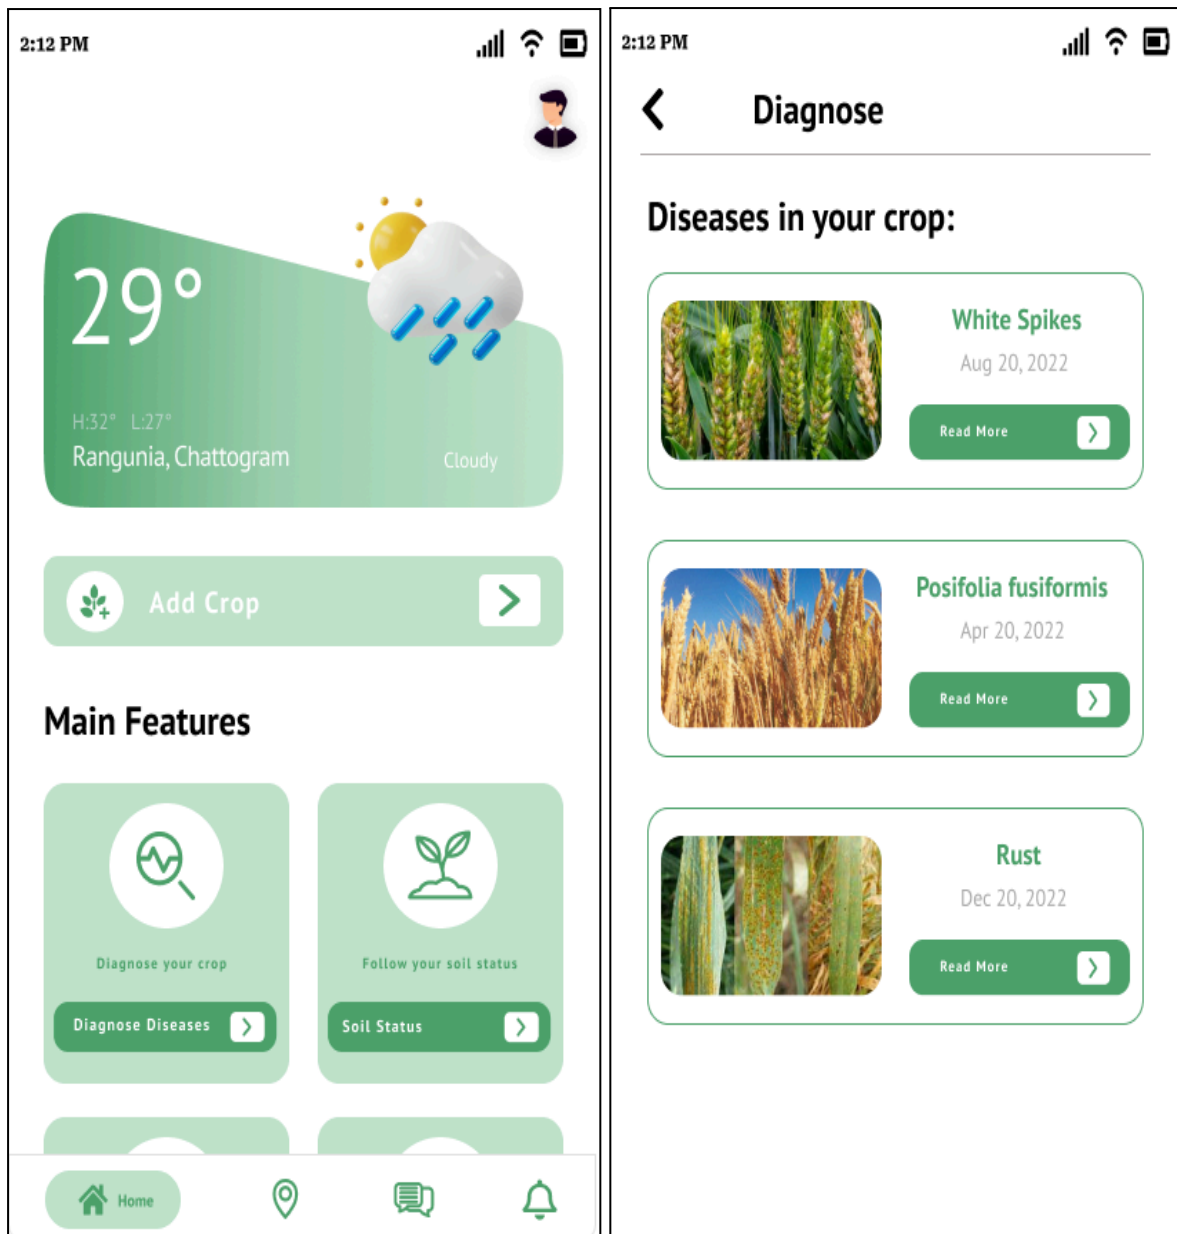 2:12 PM
29°
H:32° L:27°
Rangunia, Chattogram
Cloudy
Add Crop
Main Features
Diagnose your crop
Diagnose Diseases
Follow your soil status
Soil Status
Home
2:12 PM
Diagnose
Diseases in your crop:
White Spikes
Aug 20, 2022
Read More
Posifolia fusiformis
Apr 20, 2022
Read More
Rust
Dec 20, 2022
Read More